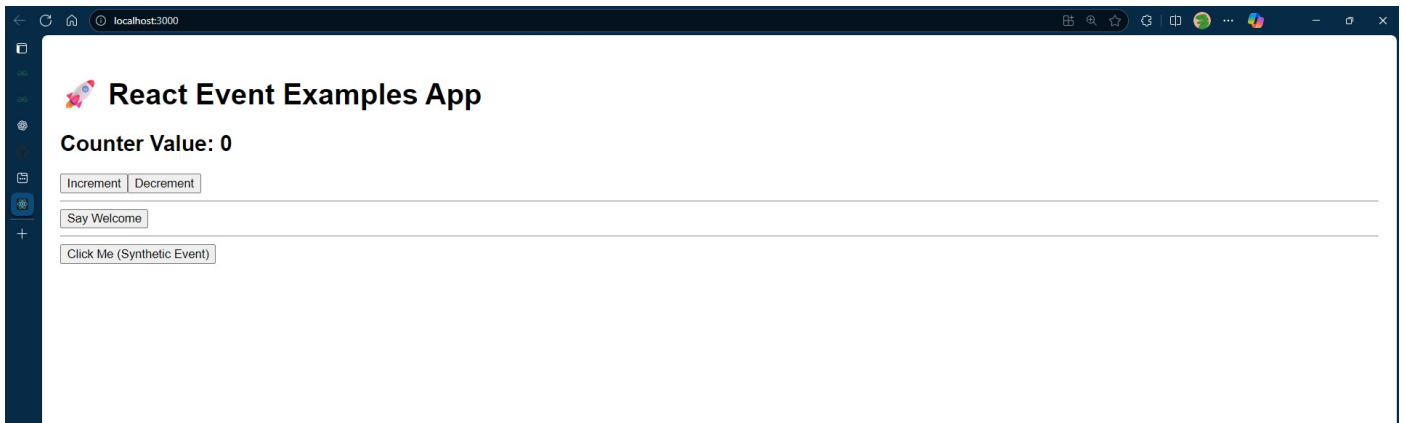 localhost:3000
🚀 React Event Examples App
Counter Value: 0
Increment Decrement
Say Welcome
Click Me (Synthetic Event)